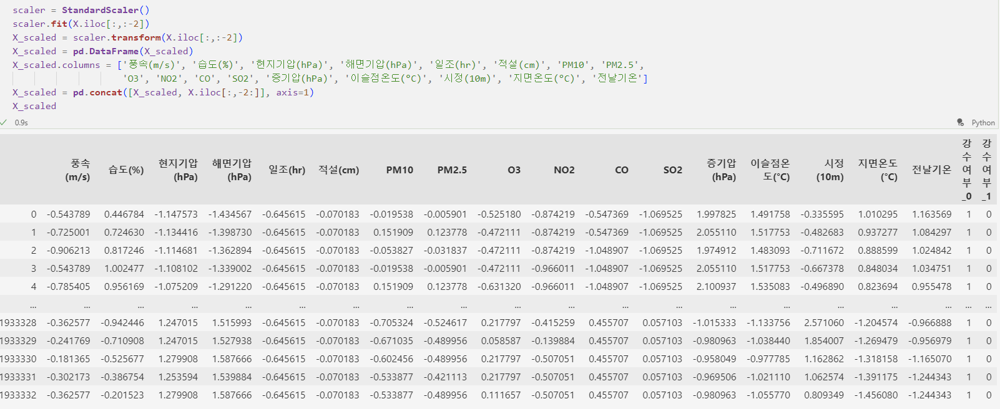 scaler = StandardScaler()
scaler.fit(X.iloc[:,:-2])
X_scaled = scaler.transform(X.iloc[:,:-2])
X_scaled = pd.DataFrame(X_scaled)
X_scaled.columns = ['풍속(m/s)', '습도(%)', '현지기압(hPa)', '해면기압(hPa)', '일조(hr)', '적설(cm)', 'PM10', 'PM2.5',
'O3', 'NO2', 'CO', 'SO2', '증기압(hPa)', '이슬점온도(°C)', '시정(10m)', '지면온도(°C)', '전날기온']
X_scaled = pd.concat([X_scaled, X.iloc[:,-2:]], axis=1)
X_scaled
0.9s Python
풍속(m/s) 습도(%) 현지기압(hPa) 해면기압(hPa) 일조(hr) 적설(cm) PM10 PM2.5 O3 NO2 CO SO2 증기압(hPa) 이슬점온도(°C) 시정(10m) 지면온도(°C) 전날기온 강수여부_0 강수여부_1
0 -0.543789 0.446784 -1.147573 -1.434567 -0.645615 -0.070183 -0.019538 -0.005901 -0.525180 -0.874219 -0.547369 -1.069525 1.997825 1.491758 -0.335595 1.010295 1.163569 1 0
1 -0.725001 0.724630 -1.134416 -1.398730 -0.645615 -0.070183 0.151909 0.123778 -0.472111 -0.874219 -0.547369 -1.069525 2.055110 1.517753 -0.482683 0.937277 1.084297 1 0
2 -0.906213 0.817246 -1.114681 -1.362894 -0.645615 -0.070183 -0.053827 -0.031837 -0.472111 -0.874219 -1.048907 -1.069525 1.974912 1.483093 -0.711672 0.888599 1.024842 1 0
3 -0.543789 1.002477 -1.108102 -1.339002 -0.645615 -0.070183 -0.019538 -0.005901 -0.472111 -0.966011 -1.048907 -1.069525 2.055110 1.517753 -0.667378 0.848034 1.034751 1 0
4 -0.785405 0.956169 -1.075209 -1.291220 -0.645615 -0.070183 0.151909 0.123778 -0.631320 -0.966011 -1.048907 -1.069525 2.100937 1.535083 -0.496890 0.823694 0.955478 1 0
... ... ... ... ... ... ... ... ... ... ... ... ... ... ... ... ... ... ... ...
1933328 -0.362577 -0.942446 1.247015 1.515993 -0.645615 -0.070183 -0.705324 -0.524617 0.217797 -0.415259 0.455707 0.057103 -1.015333 -1.133756 2.571060 -1.204574 -0.966888 1 0
1933329 -0.241769 -0.710908 1.247015 1.527938 -0.645615 -0.070183 -0.671035 -0.489956 0.058587 -0.139884 0.455707 0.057103 -0.980963 -1.038440 1.854007 -1.269479 -0.956979 1 0
1933330 -0.181365 -0.525677 1.279908 1.587666 -0.645615 -0.070183 -0.602456 -0.489956 0.217797 -0.507051 0.455707 0.057103 -0.958049 -0.977785 1.162862 -1.318158 -1.165070 1 0
1933331 -0.302173 -0.386754 1.253594 1.539884 -0.645615 -0.070183 -0.533877 -0.421113 0.217797 -0.507051 0.455707 0.057103 -0.969506 -1.021110 1.062574 -1.391175 -1.244343 1 0
1933332 -0.362577 -0.201523 1.279908 1.587666 -0.645615 -0.070183 -0.533877 -0.489956 0.111657 -0.507051 0.455707 0.057103 -0.980963 -1.055770 0.809349 -1.456080 -1.244343 1 0